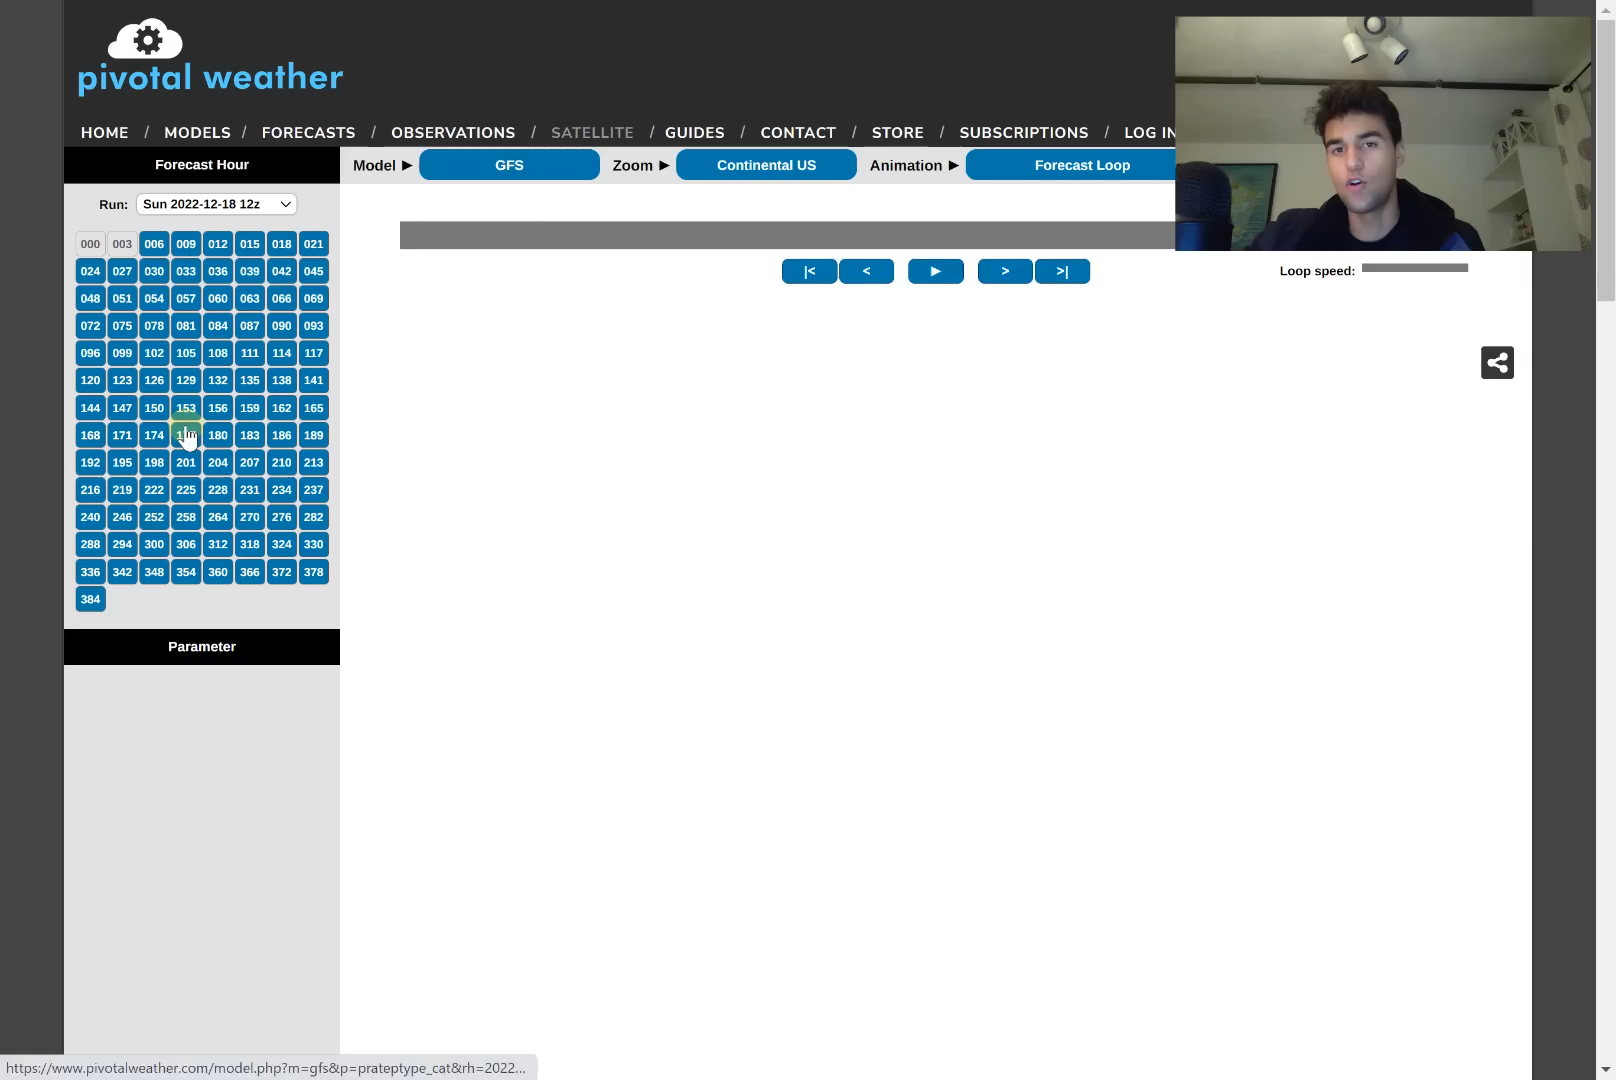 pivotal weather
HOME / MODELS / FORECASTS / OBSERVATIONS / SATELLITE / GUIDES / CONTACT / STORE / SUBSCRIPTIONS / LOG IN
Forecast Hour
Model ▶ GFS Zoom ▶ Continental US Animation ▶ Forecast Loop
Run: Sun 2022-12-18 12z
000 003 006 009 012 015 018 021
024 027 030 033 036 039 042 045
|< < ▶ > >| Loop speed:
048 051 054 057 060 063 066 069
072 075 078 081 084 087 090 093
096 099 102 105 108 111 114 117
120 123 126 129 132 135 138 141
144 147 150 153 156 159 162 165
168 171 174 180 183 186 189
192 195 198 201 204 207 210 213
216 219 222 225 228 231 234 237
240 246 252 258 264 270 276 282
288 294 300 306 312 318 324 330
336 342 348 354 360 366 372 378
384
Parameter
https://www.pivotalweather.com/model.php?m=gfs&p=prateptype_cat&rh=2022...